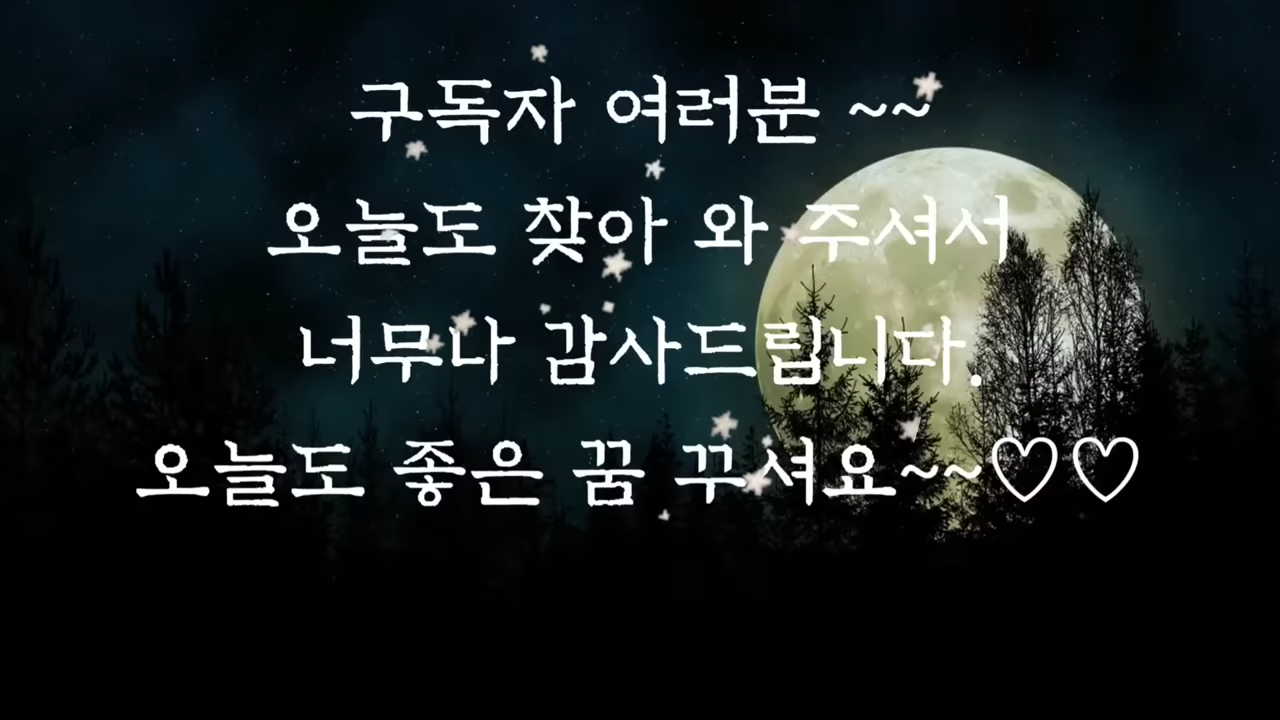 구독자 여러분 ~~
오늘도 찾아 와 주셔서
너무나 감사드립니다.
오늘도 좋은 꿈 꾸셔요~~♡♡